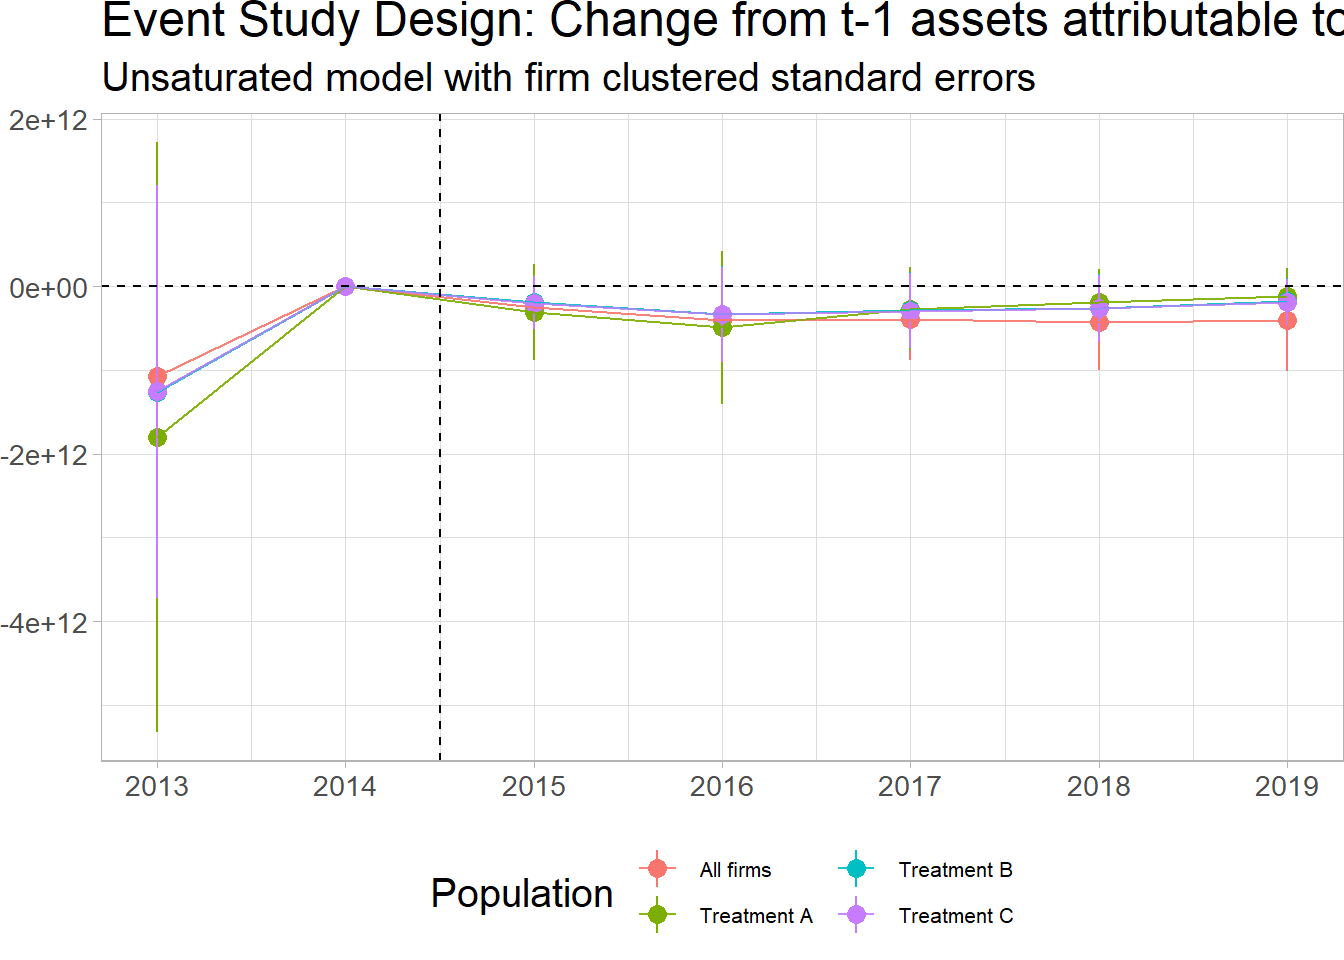 Event Study Design: Change from t-1 assets attributable to
Unsaturated model with firm clustered standard errors
2e+12
0e+00
-2e+12
-4e+12
2013 2014 2015 2016 2017 2018 2019
Population
All firms Treatment B
Treatment A Treatment C